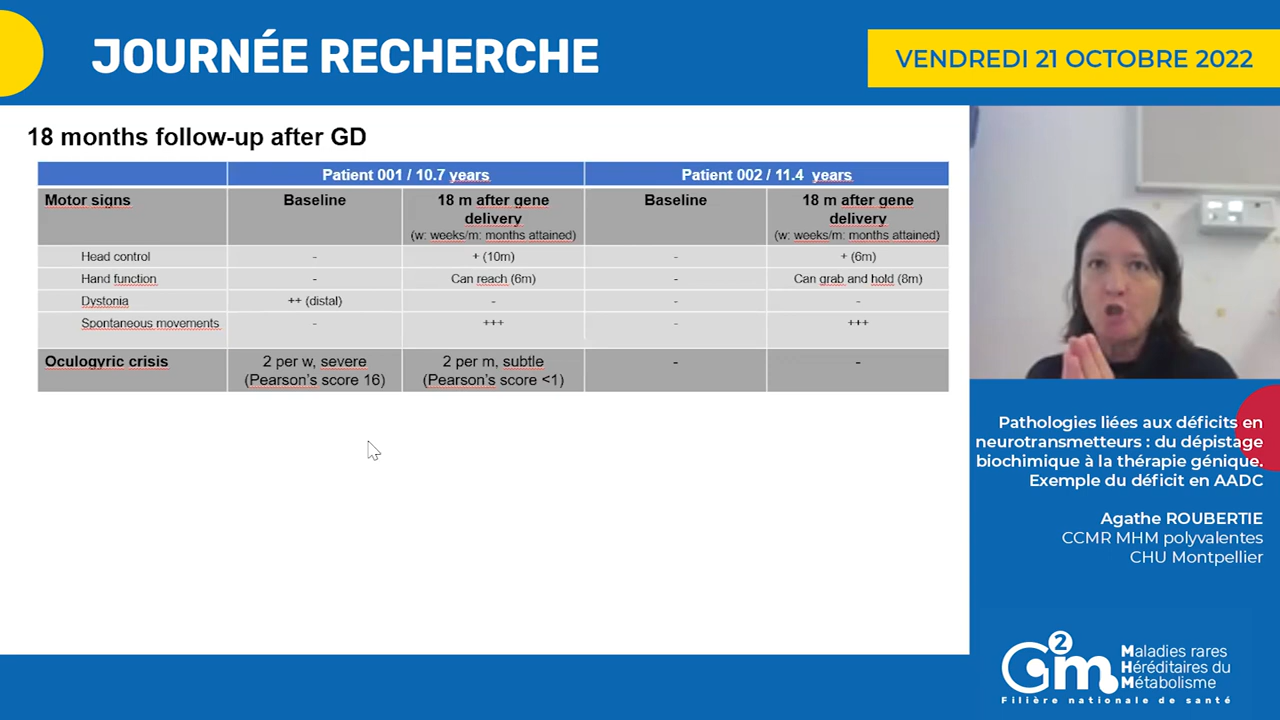 JOURNÉE RECHERCHE
VENDREDI 21 OCTOBRE 2022
18 months follow-up after GD
Patient 001 / 10.7 years
Patient 002 / 11.4 years
Motor signs
Baseline
18 m after gene
delivery
(w: weeks/m: months attained)
Baseline
18 m after gene
delivery
(w: weeks/m: months attained)
Head control - + (10m) - + (6m)
Hand function - Can reach (6m) - Can grab and hold (8m)
Dystonia ++ (distal) - - -
Spontaneous movements - +++ - +++
Oculogyric crisis
2 per w, severe
(Pearson's score 16)
2 per m, subtle
(Pearson's score <1)
- -
Pathologies liées aux déficits en
neurotransmetteurs : du dépistage
biochimique à la thérapie génique.
Exemple du déficit en AADC
Agathe ROUBERTIE
CCMR MHM polyvalentes
CHU Montpellier
G2m
Maladies rares
Héréditaires du
Métabolisme
Filière nationale de santé